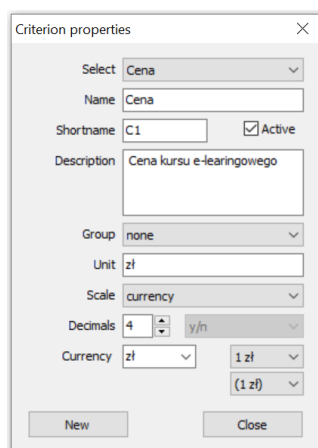 Criterion properties
Select Cena
Name Cena
Shortname C1 Active
Description Cena kursu e-learingowego
Group none
Unit zł
Scale currency
Decimals 4 y/n
Currency zł 1 zł
(1 zł)
New Close